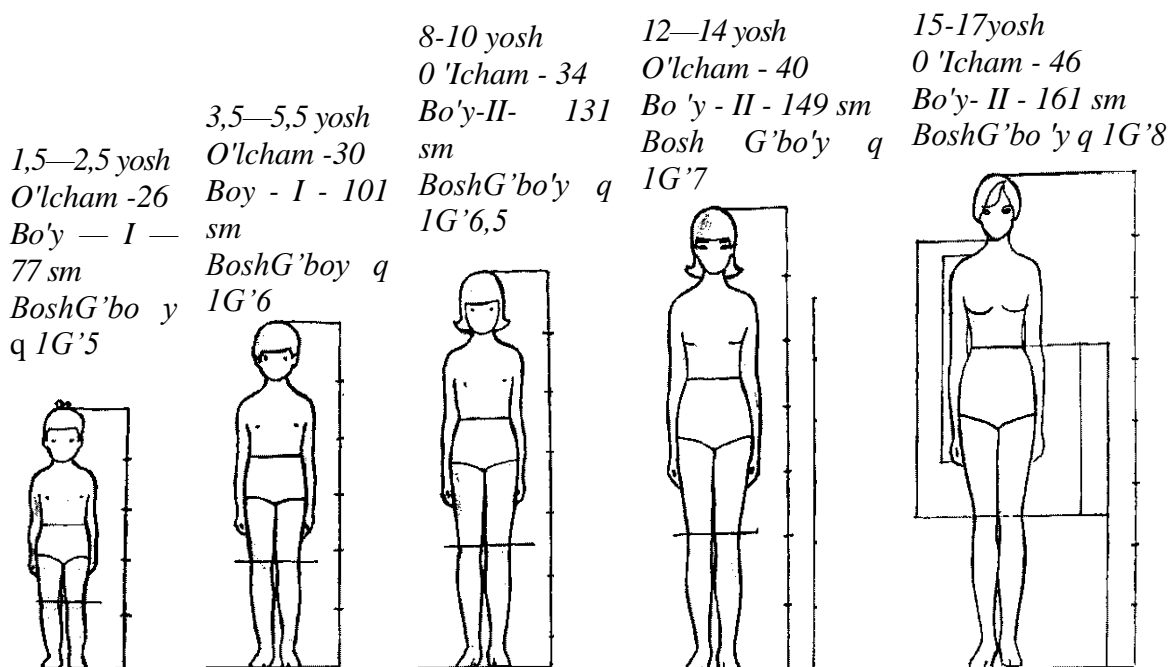 1,5—2,5 yosh
O'lcham -26
Bo'y — I —
77 sm
BoshG’bo y
q 1G’5
3,5—5,5 yosh
O'lcham -30
Boy - I - 101
sm
BoshG’boy q
1G’6
8-10 yosh
0 'Icham - 34
Bo'y-II- 131
sm
BoshG’bo'y q
1G’6,5
12—14 yosh
O'lcham - 40
Bo 'y - II - 149 sm
Bosh G’bo'y q
1G’7
15-17yosh
0 'Icham - 46
Bo'y- II - 161 sm
BoshG’bo 'y q 1G’8